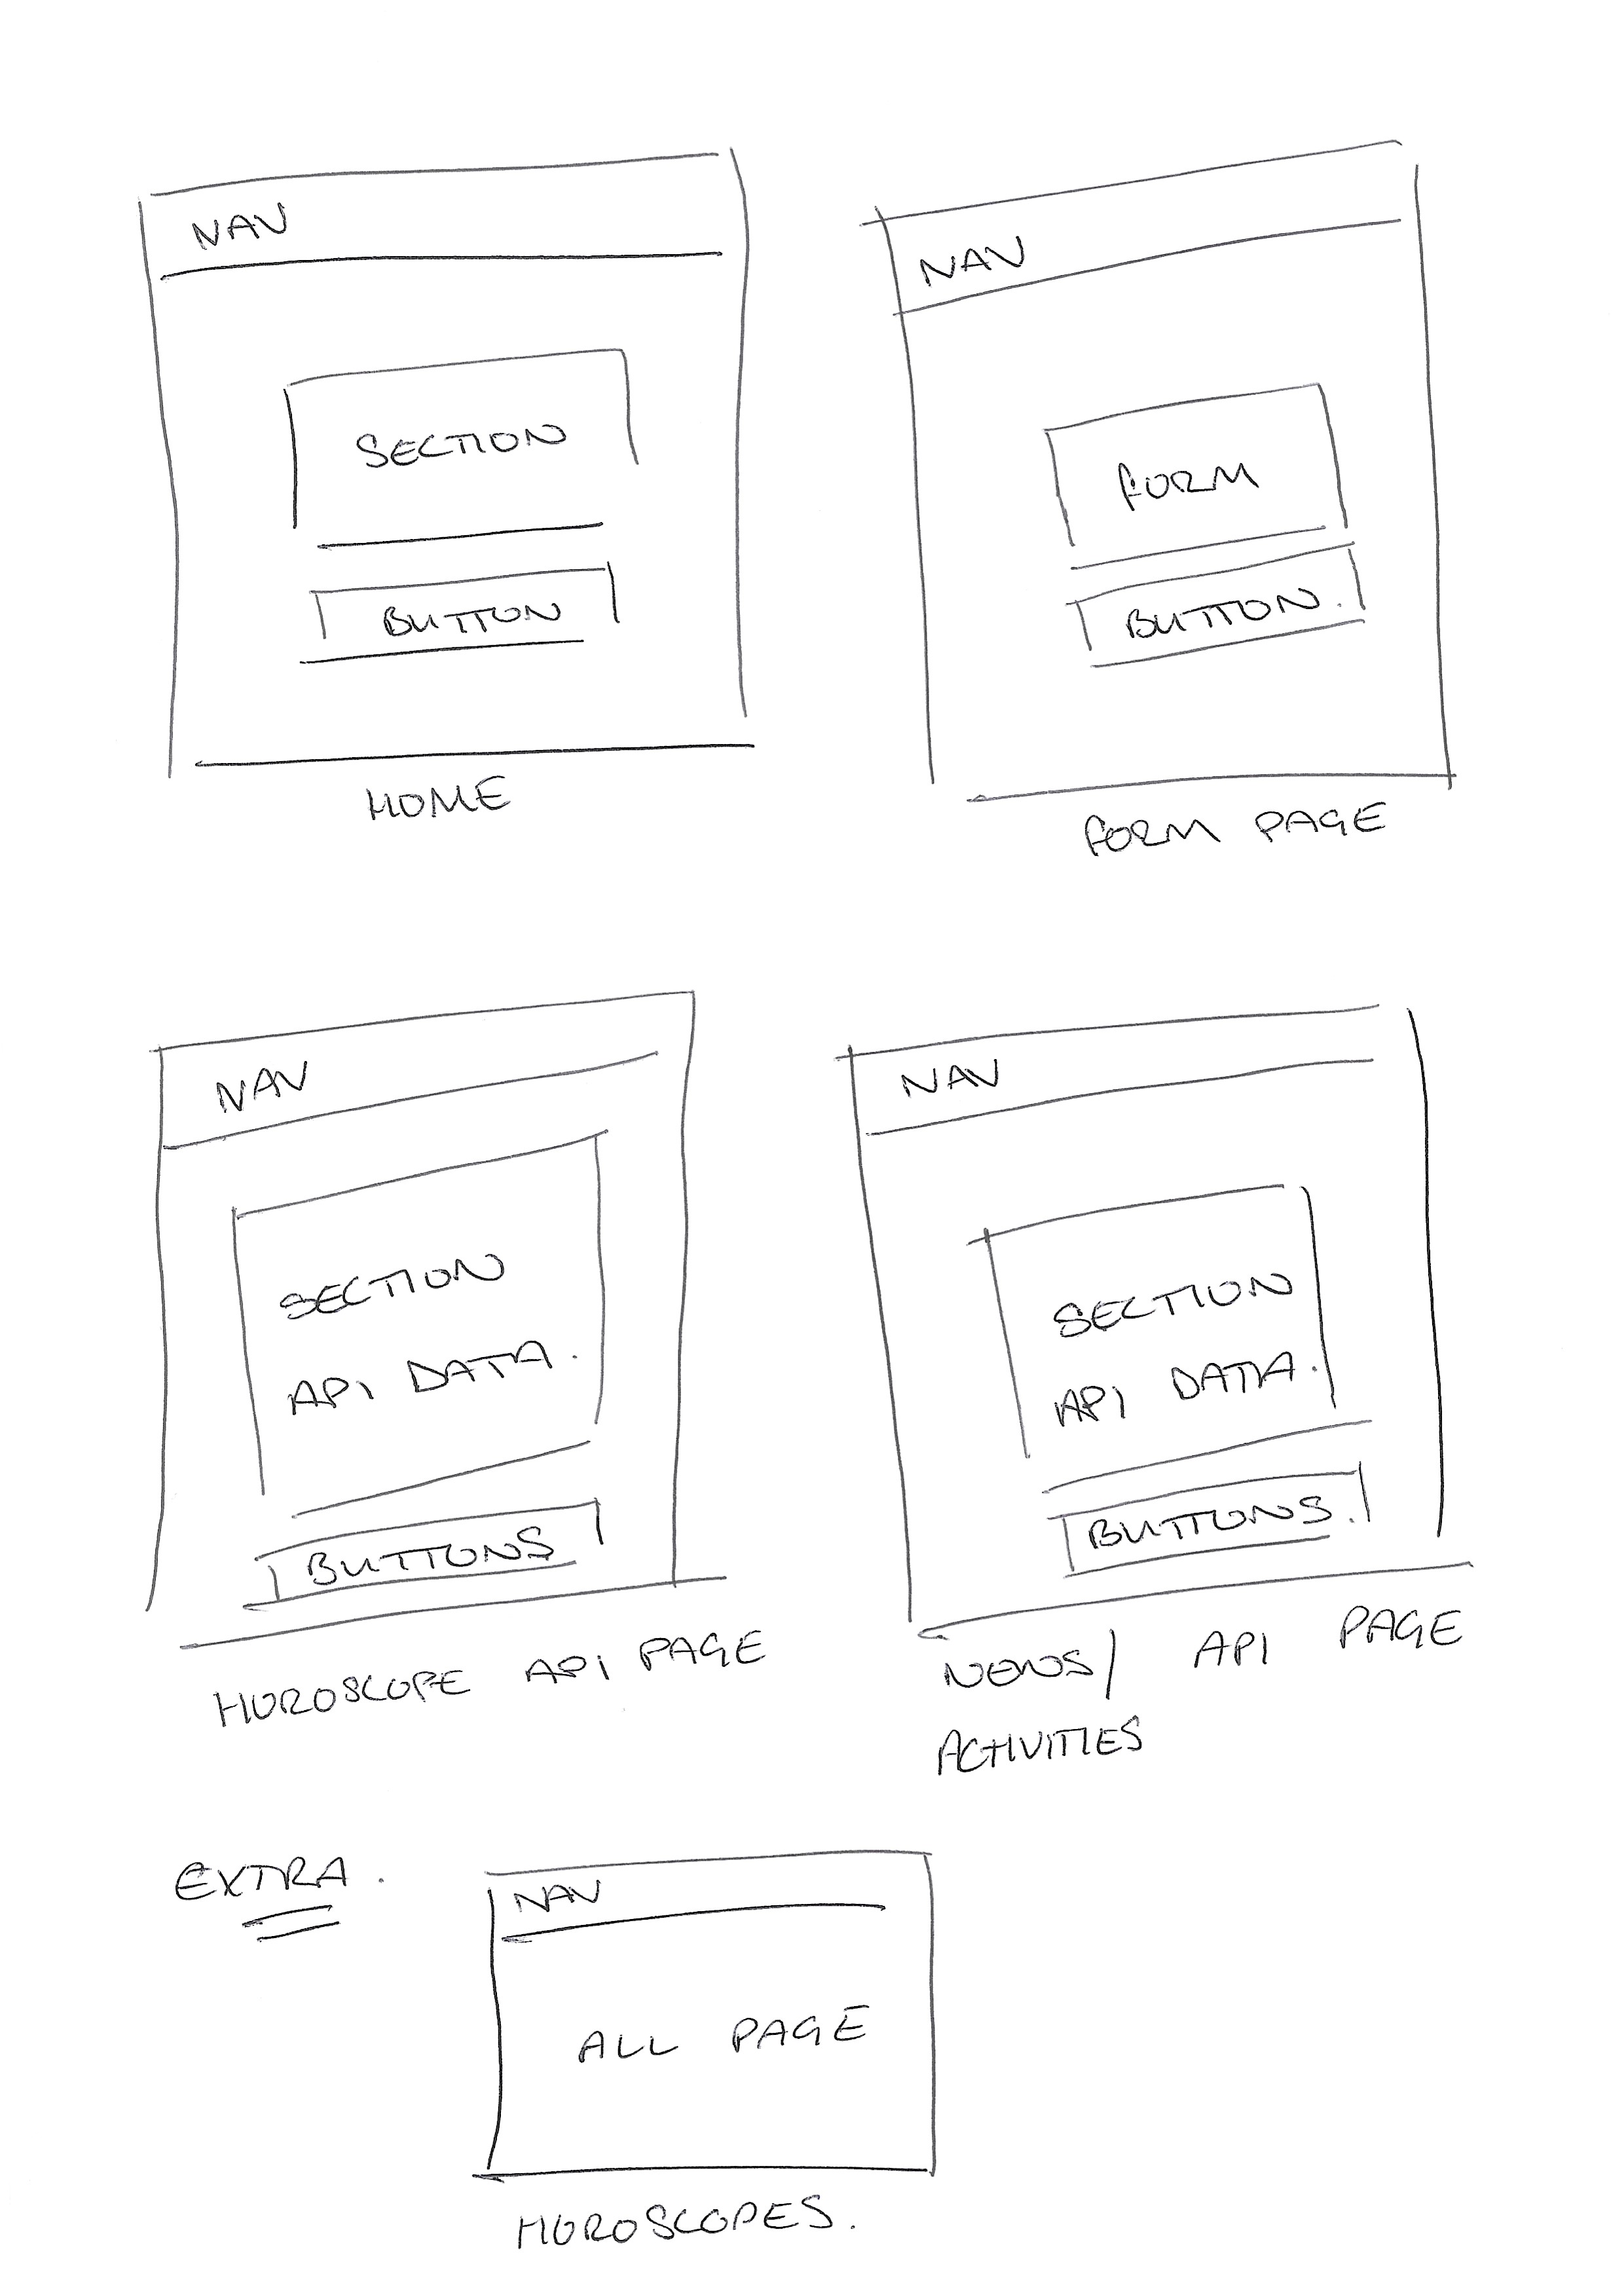 NAV
SECTION
BUTTON
HOME
NAV
FORM
BUTTON.
FORM PAGE
NAV
SECTION
API DATA.
BUTTONS
HOROSCOPE API PAGE
NAV
SECTION
API DATA.
BUTTONS.
NEWS/ API PAGE
ACTIVITIES
EXTRA.
NAV
ALL PAGE
HOROSCOPES.